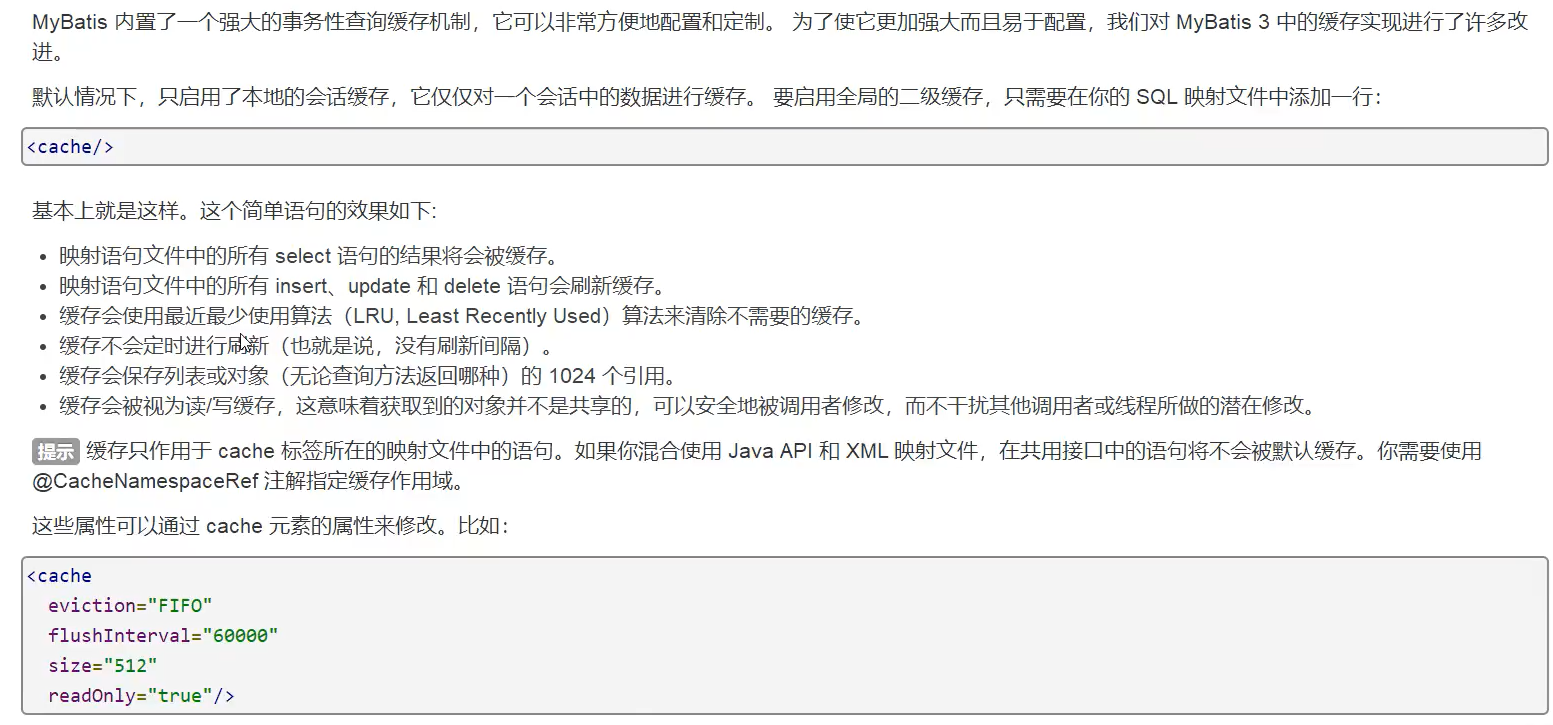 MyBatis 内置了一个强大的事务性查询缓存机制，它可以非常方便地配置和定制。 为了使它更加强大而且易于配置，我们对 MyBatis 3 中的缓存实现进行了许多改
进。
默认情况下，只启用了本地的会话缓存，它仅仅对一个会话中的数据进行缓存。 要启用全局的二级缓存，只需要在你的 SQL 映射文件中添加一行：
<cache/>
基本上就是这样。这个简单语句的效果如下:
• 映射语句文件中的所有 select 语句的结果将会被缓存。
• 映射语句文件中的所有 insert、update 和 delete 语句会刷新缓存。
• 缓存会使用最近最少使用算法（LRU, Least Recently Used）算法来清除不需要的缓存。
• 缓存不会定时进行刷新（也就是说，没有刷新间隔）。
• 缓存会保存列表或对象（无论查询方法返回哪种）的 1024 个引用。
• 缓存会被视为读/写缓存，这意味着获取到的对象并不是共享的，可以安全地被调用者修改，而不干扰其他调用者或线程所做的潜在修改。
提示 缓存只作用于 cache 标签所在的映射文件中的语句。如果你混合使用 Java API 和 XML 映射文件，在共用接口中的语句将不会被默认缓存。你需要使用
@CacheNamespaceRef 注解指定缓存作用域。
这些属性可以通过 cache 元素的属性来修改。比如：
<cache
eviction="FIFO"
flushInterval="60000"
size="512"
readOnly="true"/>